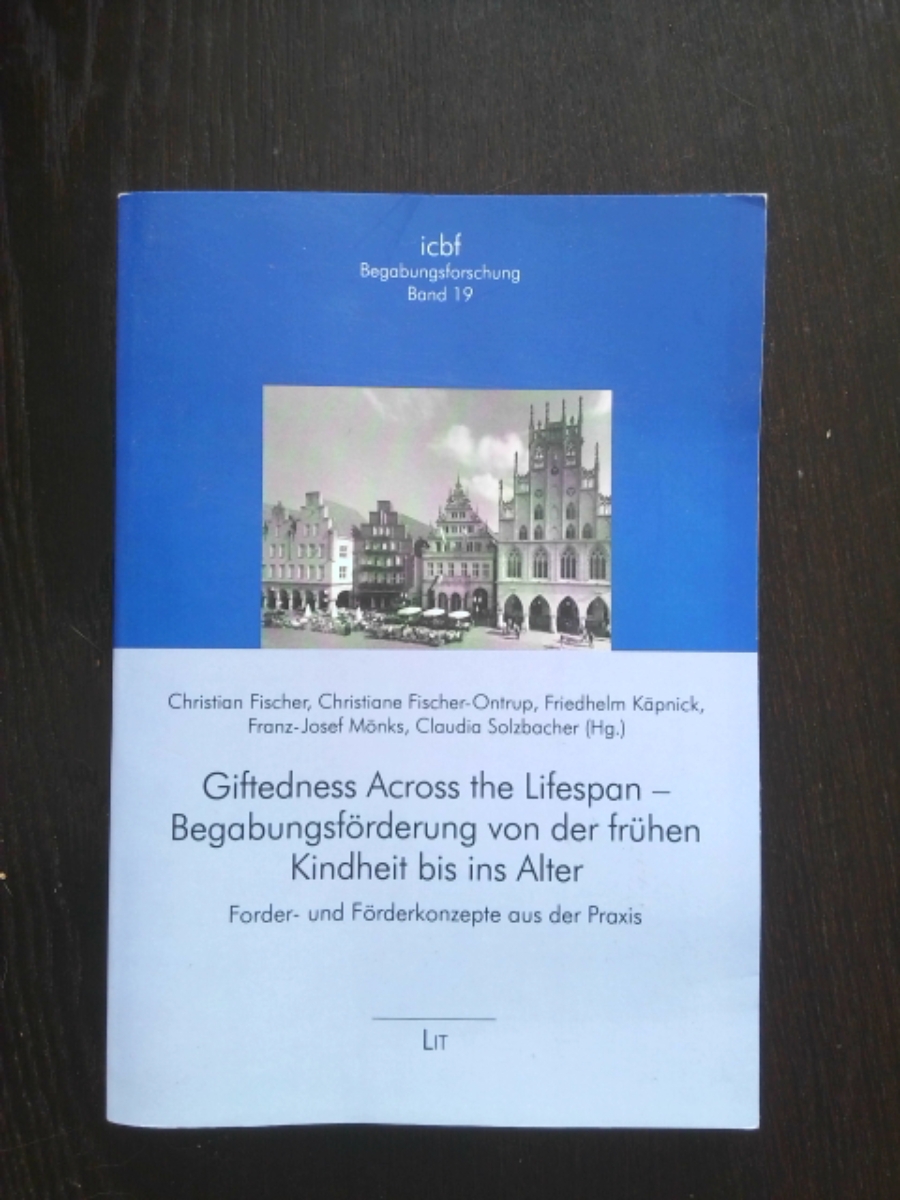 icbf
Begabungsforschung
Band 19
Christian Fischer, Christiane Fischer-Ontrup, Friedhelm Käpnick,
Franz-Josef Mönks, Claudia Solzbacher (Hg.)
Giftedness Across the Lifespan –
Begabungsförderung von der frühen
Kindheit bis ins Alter
Forder- und Förderkonzepte aus der Praxis
LIT